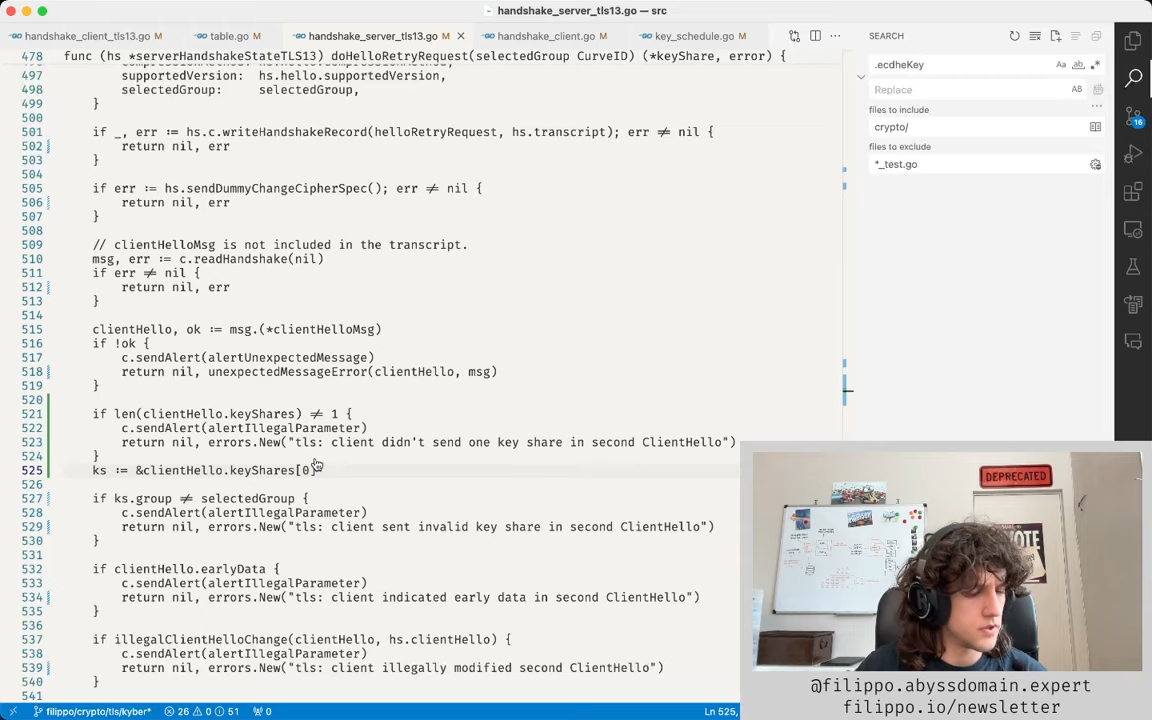 handshake_server_tls13.go — src
handshake_client_tls13.go M
table.go M
handshake_server_tls13.go M
handshake_client.go M
key_schedule.go M
SEARCH
478 func (hs *serverHandshakeStateTLS13) doHelloRetryRequest(selectedGroup CurveID) (*keyShare, error) {
497 supportedVersion: hs.hello.supportedVersion,
498 selectedGroup: selectedGroup,
499 }
500
501 if _, err := hs.c.writeHandshakeRecord(helloRetryRequest, hs.transcript); err ≠ nil {
502 return nil, err
503 }
504
505 if err := hs.sendDummyChangeCipherSpec(); err ≠ nil {
506 return nil, err
507 }
508
509 // clientHelloMsg is not included in the transcript.
510 msg, err := c.readHandshake(nil)
511 if err ≠ nil {
512 return nil, err
513 }
514
515 clientHello, ok := msg.(*clientHelloMsg)
516 if !ok {
517 c.sendAlert(alertUnexpectedMessage)
518 return nil, unexpectedMessageError(clientHello, msg)
519 }
520
521 if len(clientHello.keyShares) ≠ 1 {
522 c.sendAlert(alertIllegalParameter)
523 return nil, errors.New("tls: client didn't send one key share in second ClientHello")
524 }
525 ks := &clientHello.keyShares[0]
526
527 if ks.group ≠ selectedGroup {
528 c.sendAlert(alertIllegalParameter)
529 return nil, errors.New("tls: client sent invalid key share in second ClientHello")
530 }
531
532 if clientHello.earlyData {
533 c.sendAlert(alertIllegalParameter)
534 return nil, errors.New("tls: client indicated early data in second ClientHello")
535 }
536
537 if illegalClientHelloChange(clientHello, hs.clientHello) {
538 c.sendAlert(alertIllegalParameter)
539 return nil, errors.New("tls: client illegally modified second ClientHello")
540 }
541
.ecdheKey
Aa ab .*
Replace
AB
files to include
crypto/
files to exclude
*_test.go
16
DEPRECATED
VOTE
@filippo.abyssdomain.expert
filippo.io/newsletter
filippo/crypto/tls/kyber* 26 0 51 0
Ln 525,